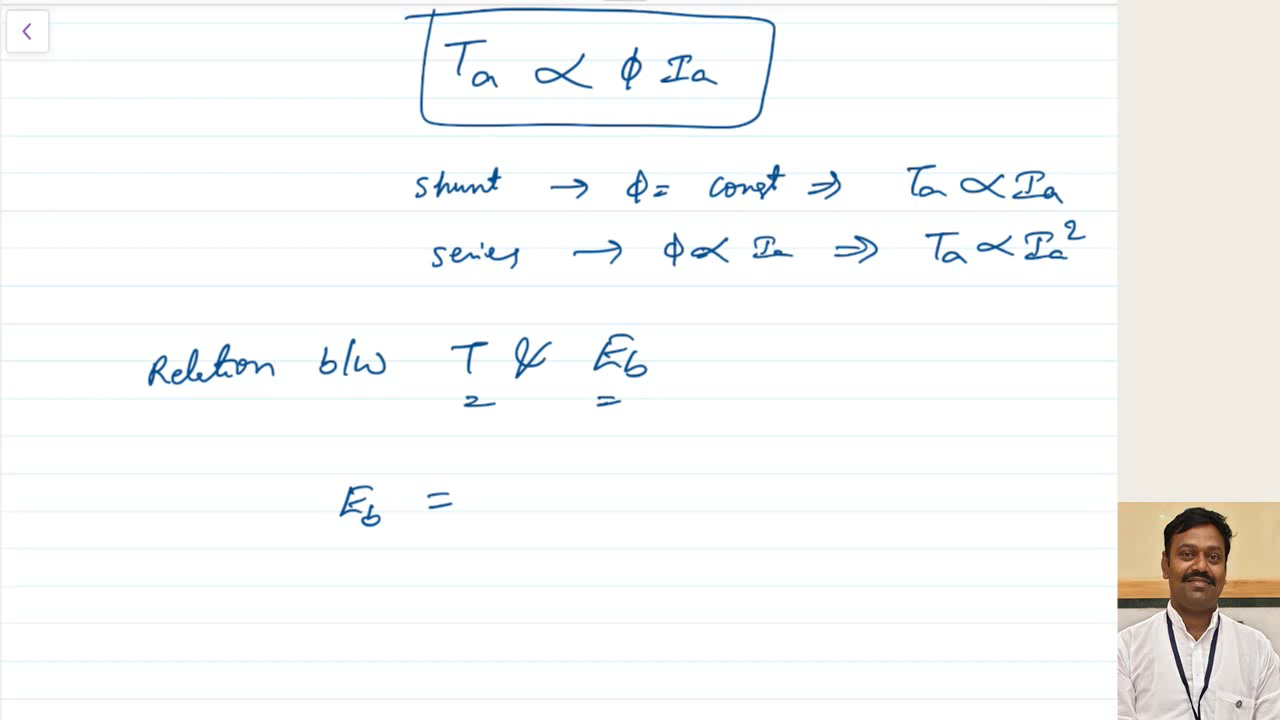 Ta ∝ ϕ Ia
shunt → ϕ = const ⇒ Ta ∝ Ia
series → ϕ ∝ Ia ⇒ Ta ∝ Ia²
Relation b/w T & Eb
Eb =